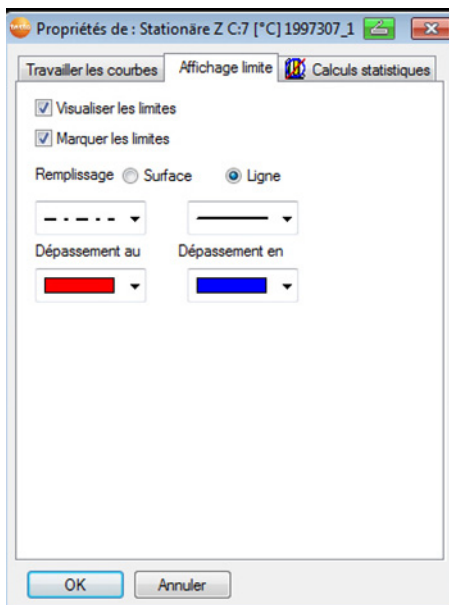 Propriétés de : Stationäre Z C:7 [°C] 1997307_1
Travailler les courbes Affichage limite Calculs statistiques
Visualiser les limites
Marquer les limites
Remplissage Surface Ligne
Dépassement au Dépassement en
OK Annuler